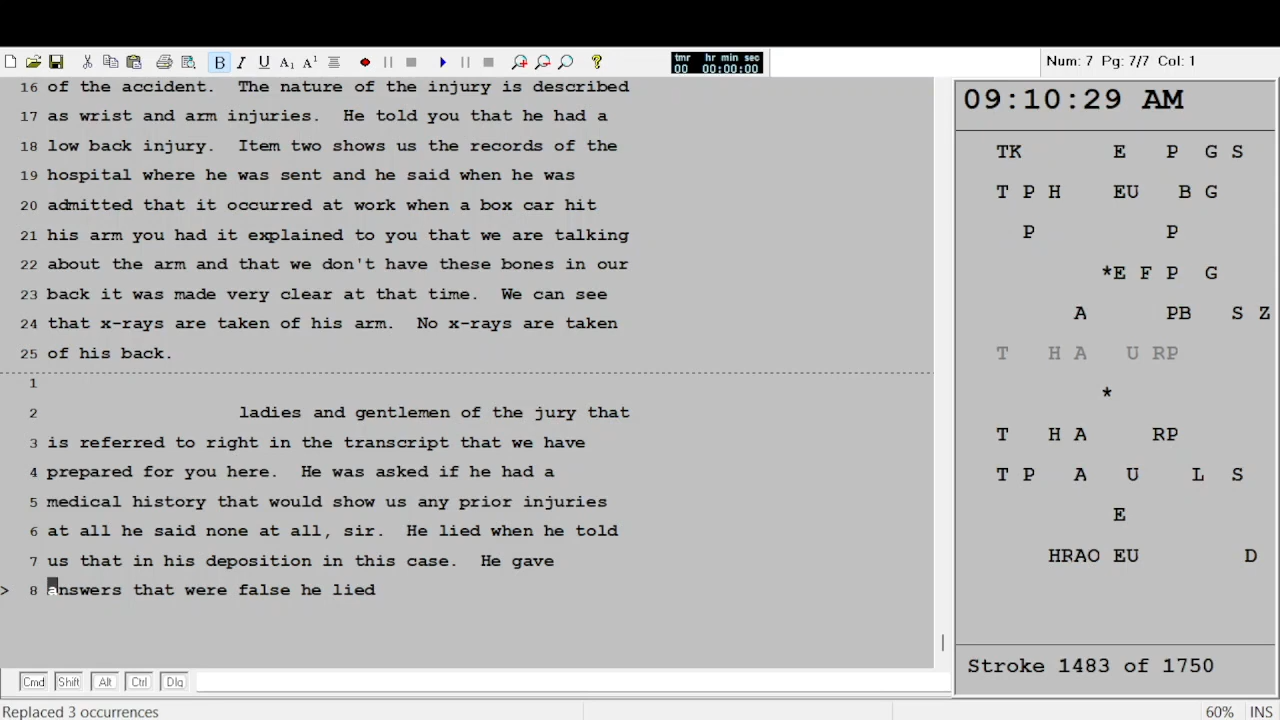 B I U A1 A1
tmr hr min sec
00 00:00:00
Num: 7 Pg: 7/7 Col: 1
16 of the accident. The nature of the injury is described
17 as wrist and arm injuries. He told you that he had a
18 low back injury. Item two shows us the records of the
19 hospital where he was sent and he said when he was
20 admitted that it occurred at work when a box car hit
21 his arm you had it explained to you that we are talking
22 about the arm and that we don't have these bones in our
23 back it was made very clear at that time. We can see
24 that x-rays are taken of his arm. No x-rays are taken
25 of his back.
1
2 ladies and gentlemen of the jury that
3 is referred to right in the transcript that we have
4 prepared for you here. He was asked if he had a
5 medical history that would show us any prior injuries
6 at all he said none at all, sir. He lied when he told
7 us that in his deposition in this case. He gave
> 8 answers that were false he lied
09:10:29 AM
TK E P G S
T P H EU B G
P P
*E F P G
A PB S Z
T H A U RP
*
T H A RP
T P A U L S
E
HRAO EU D
Stroke 1483 of 1750
Cmd Shift Alt Ctrl Dlg
Replaced 3 occurrences
60% INS